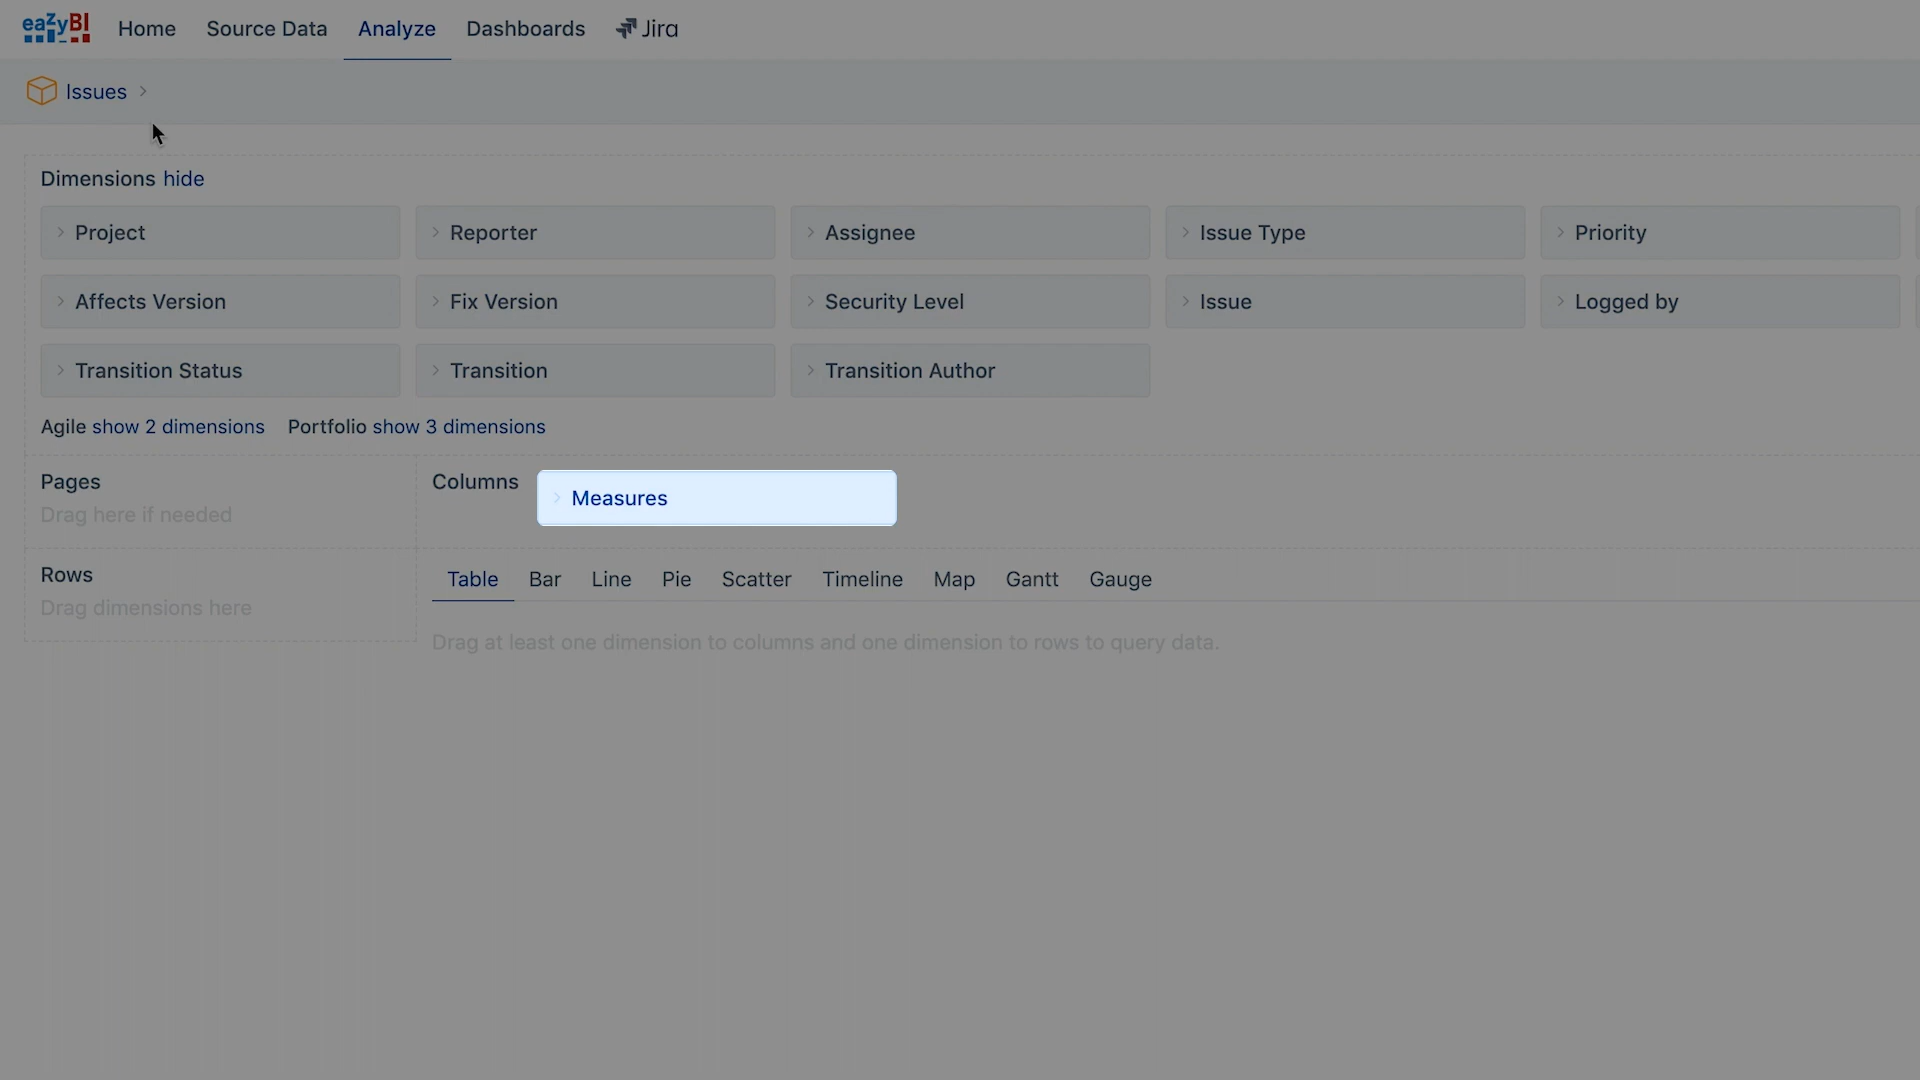 eazyBI Home Source Data Analyze Dashboards Jira
Issues
Dimensions hide
Project Reporter Assignee Issue Type Priority
Affects Version Fix Version Security Level Issue Logged by
Transition Status Transition Transition Author
Agile show 2 dimensions Portfolio show 3 dimensions
Pages
Drag here if needed
Columns Measures
Rows
Drag dimensions here
Table Bar Line Pie Scatter Timeline Map Gantt Gauge
Drag at least one dimension to columns and one dimension to rows to query data.